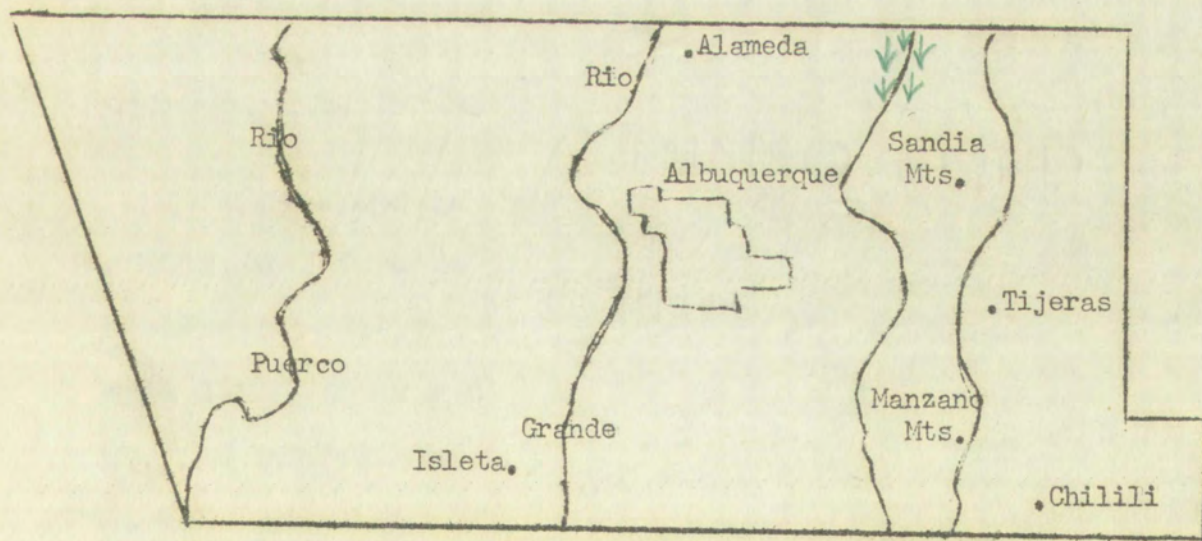 Alameda
Rio
Rio
Sandia
Mts.
Albuquerque
Tijeras
Puerco
Manzano
Mts.
Grande
Isleta
Chilili